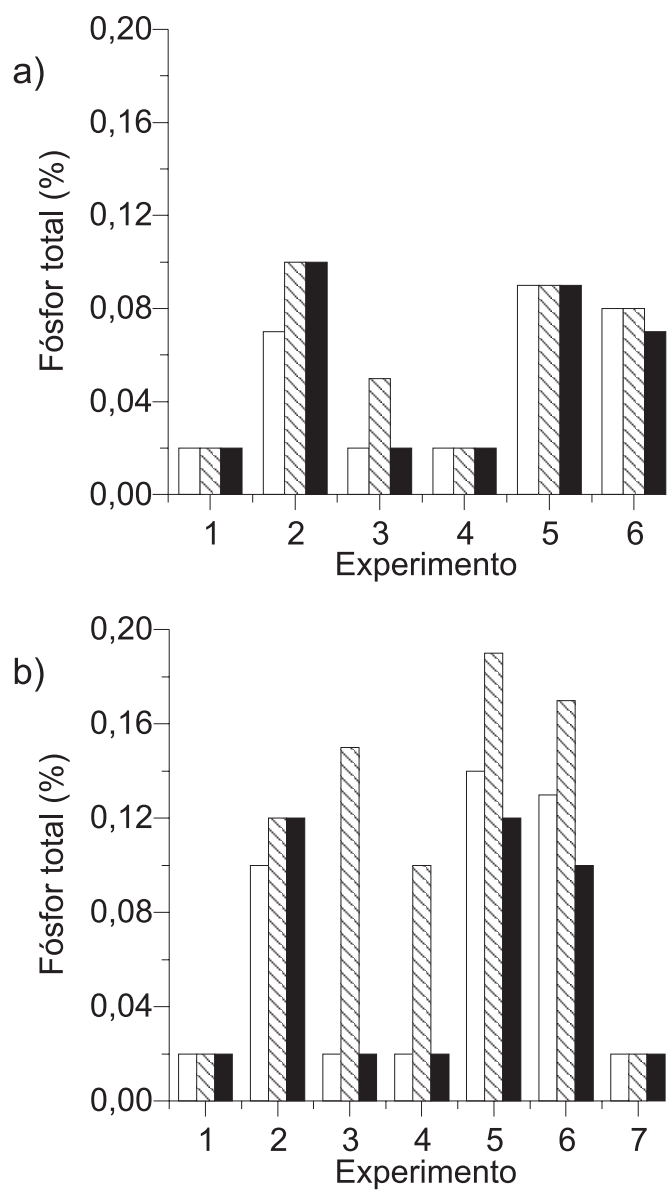 a)
Fósfor total (%)
0,20
0,16
0,12
0,08
0,04
0,00
1 2 3 4 5 6
Experimento
b)
Fósfor total (%)
0,20
0,16
0,12
0,08
0,04
0,00
1 2 3 4 5 6 7
Experimento